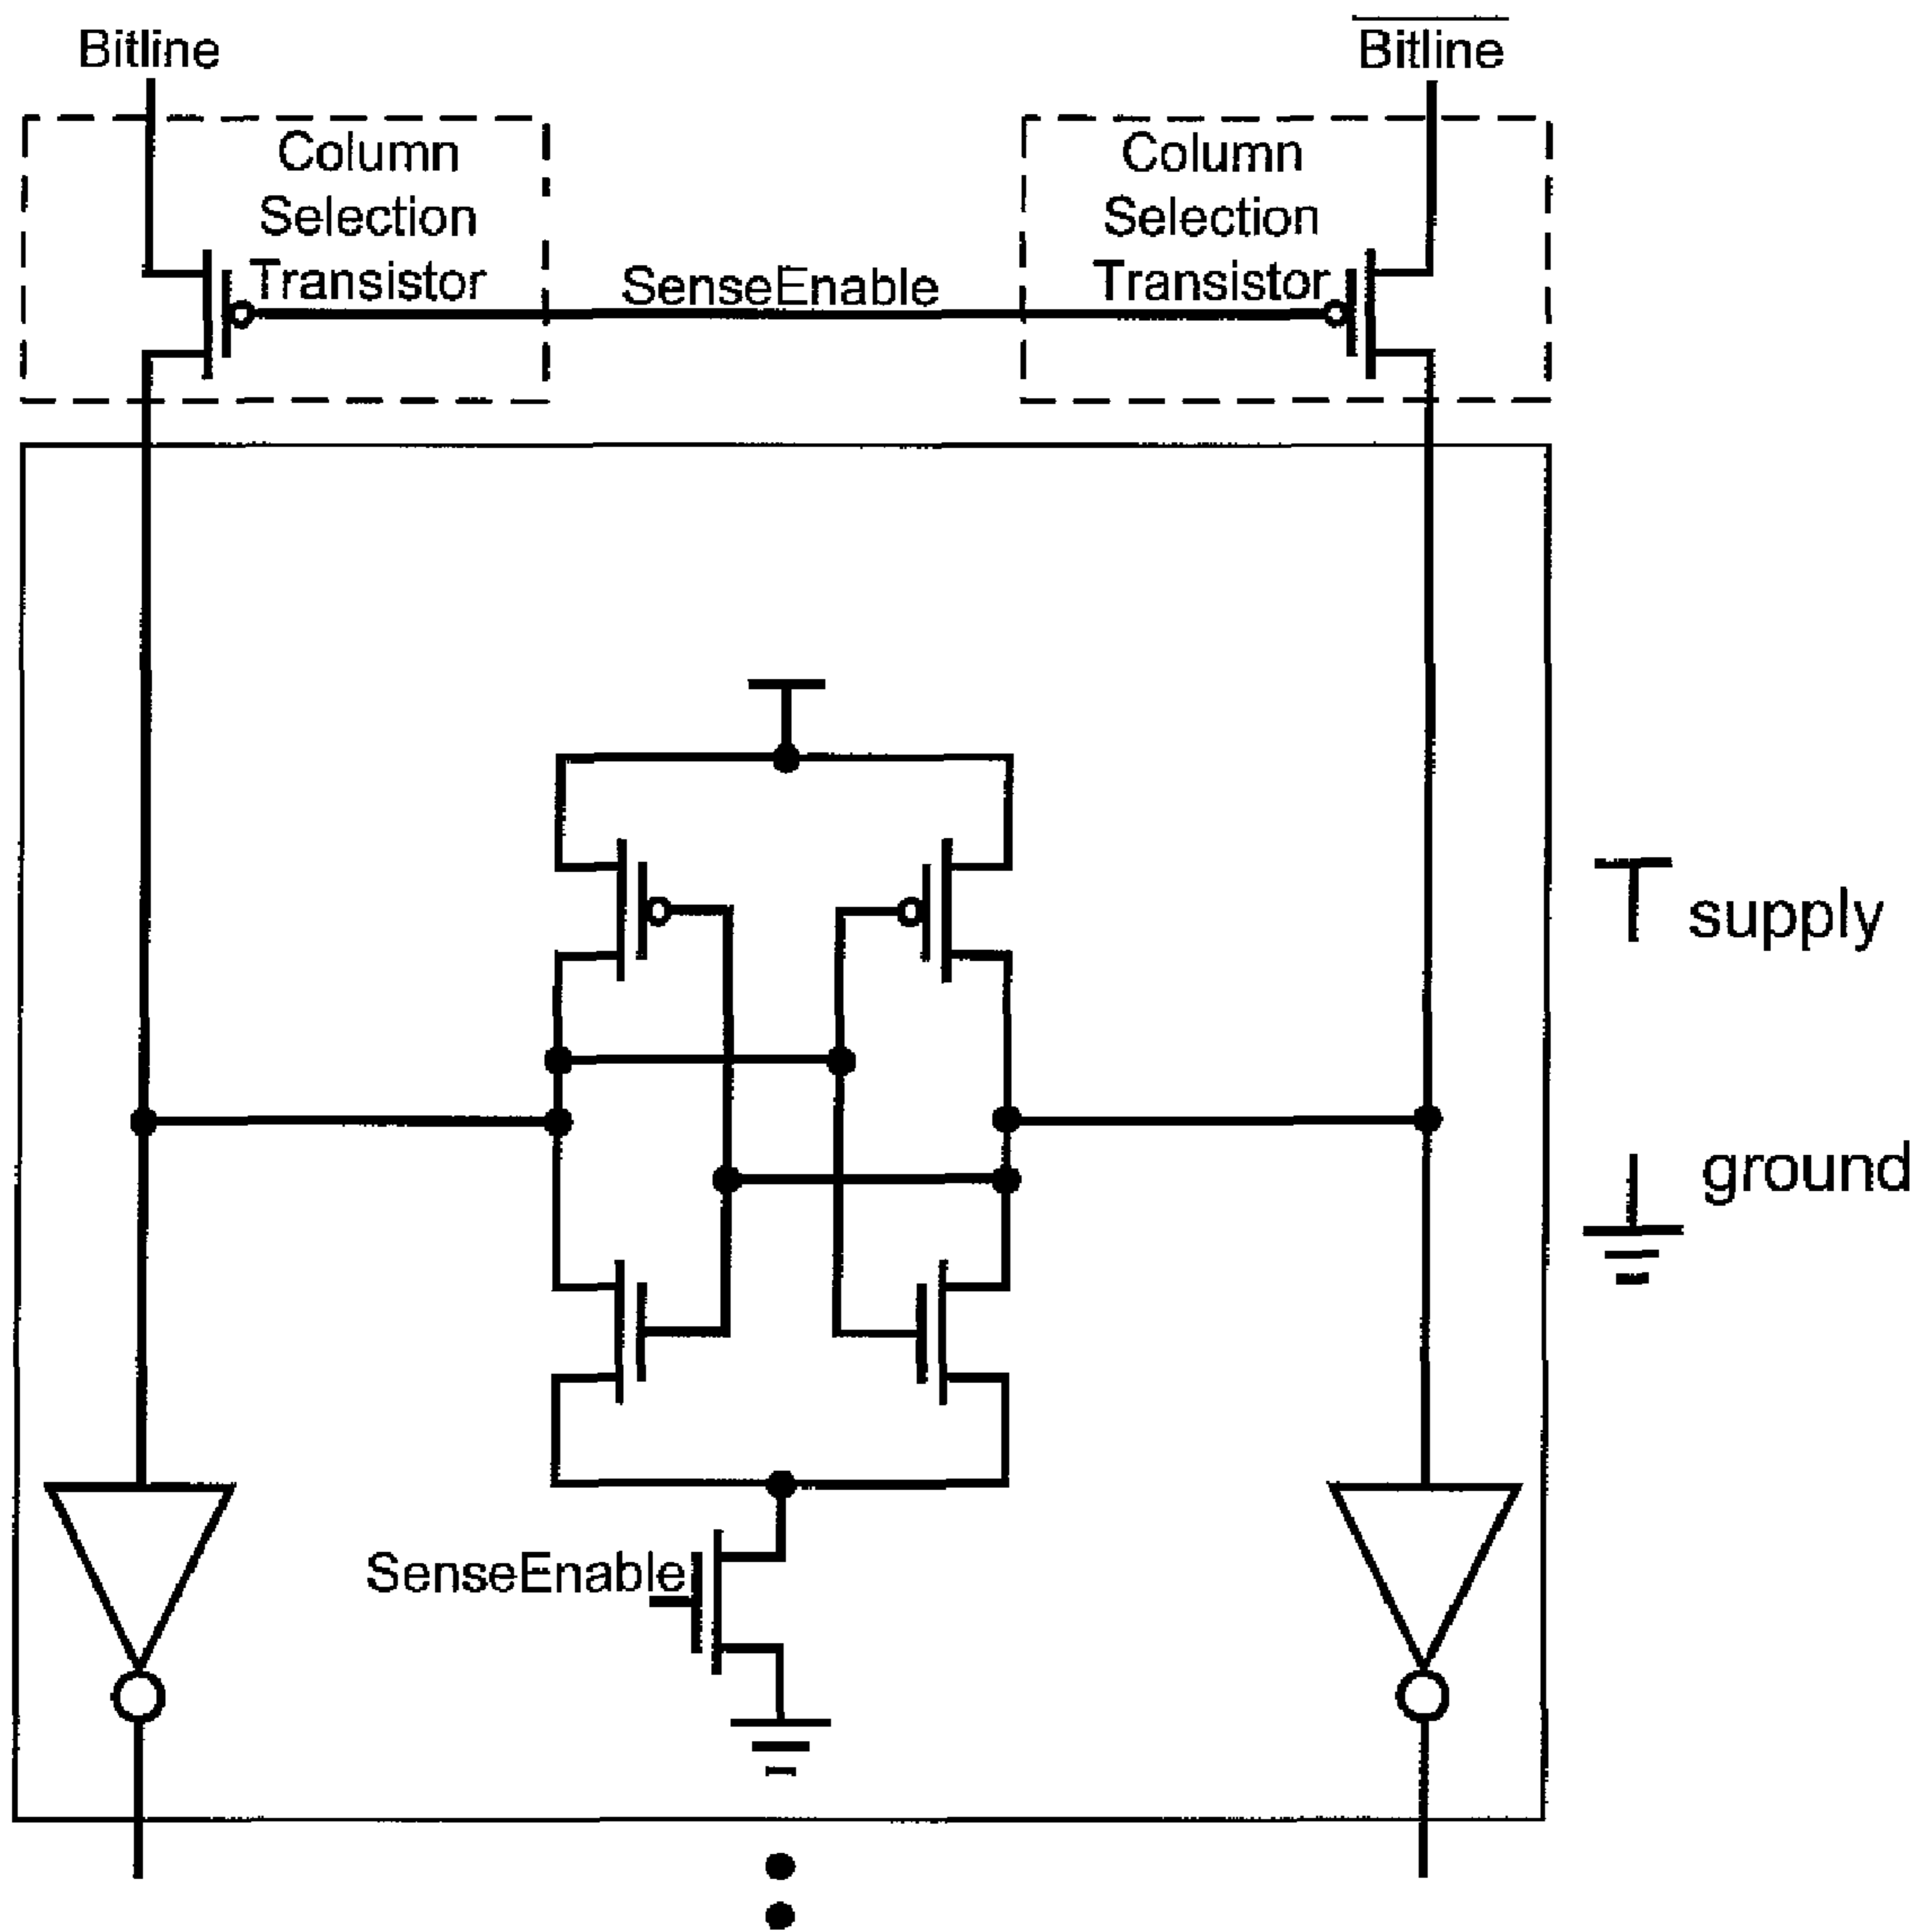 Bitline
Bitline
Column
Selection
Transistor
Column
Selection
Transistor
SenseEnable
supply
ground
SenseEnable